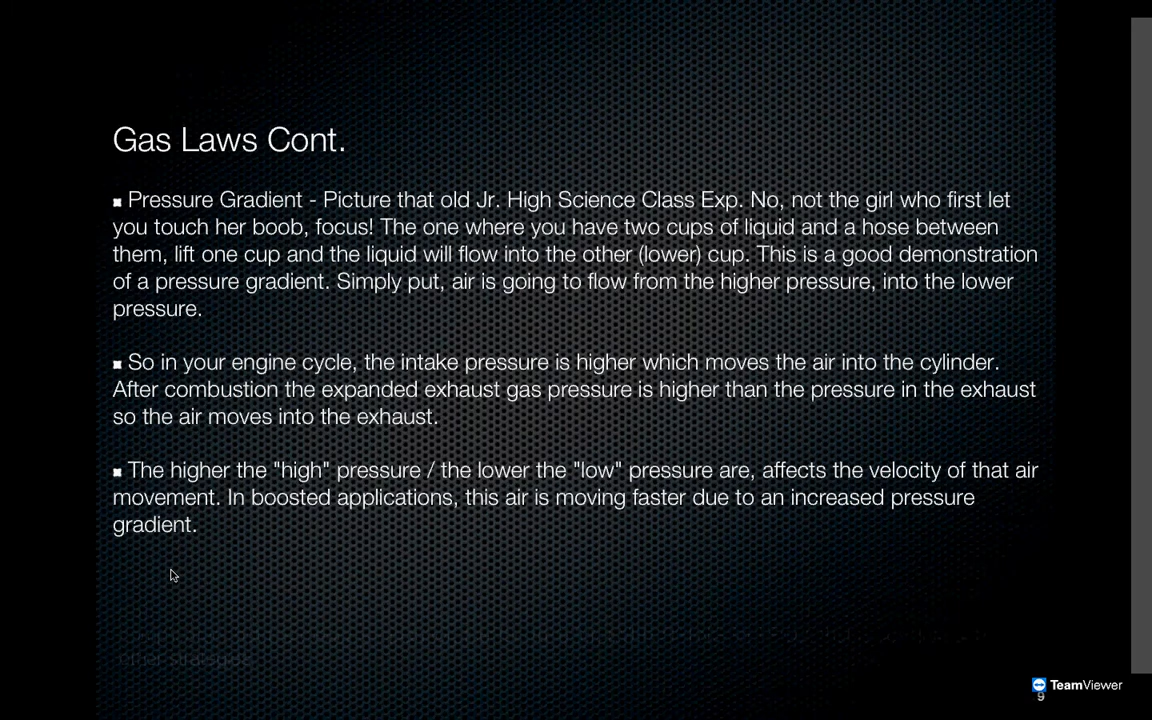 Gas Laws Cont.
Pressure Gradient - Picture that old Jr. High Science Class Exp. No, not the girl who first let
you touch her boob, focus! The one where you have two cups of liquid and a hose between
them, lift one cup and the liquid will flow into the other (lower) cup. This is a good demonstration
of a pressure gradient. Simply put, air is going to flow from the higher pressure, into the lower
pressure.
So in your engine cycle, the intake pressure is higher which moves the air into the cylinder.
After combustion the expanded exhaust gas pressure is higher than the pressure in the exhaust
so the air moves into the exhaust.
The higher the "high" pressure / the lower the "low" pressure are, affects the velocity of that air
movement. In boosted applications, this air is moving faster due to an increased pressure
gradient.
other strategies
TeamViewer
9